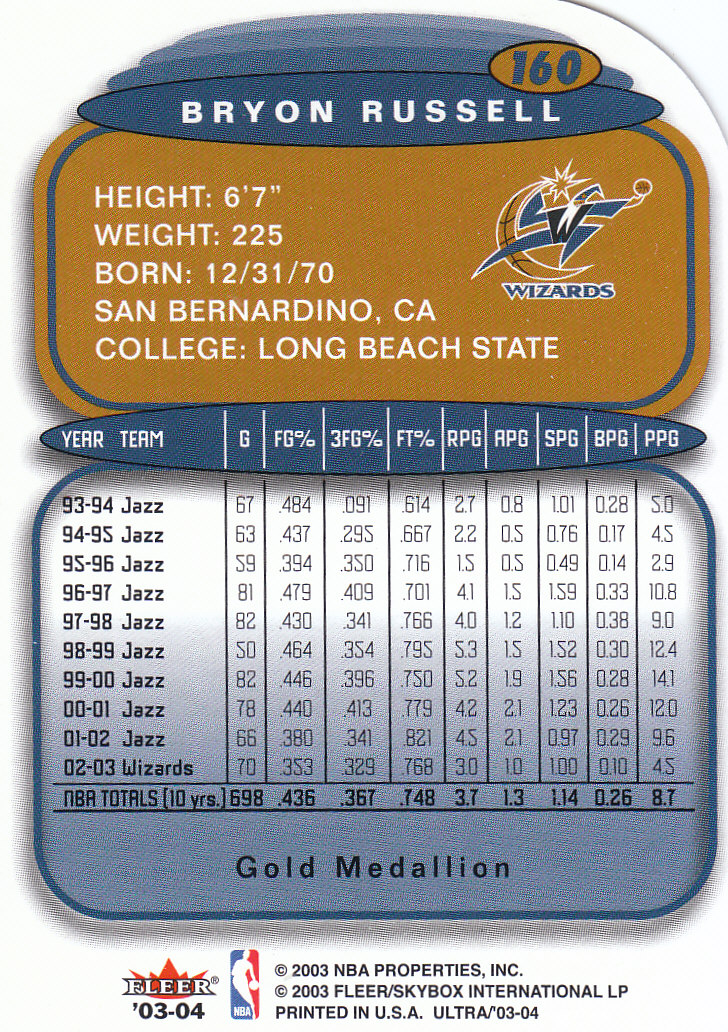 160
BRYON RUSSELL
HEIGHT: 6'7"
WEIGHT: 225
BORN: 12/31/70
SAN BERNARDINO, CA
COLLEGE: LONG BEACH STATE
W
WIZARDS
YEAR TEAM G FG% 3FG% FT% RPG APG SPG BPG PPG
93-94 Jazz 67 .484 .091 .614 2.7 0.8 1.01 0.28 5.0
94-95 Jazz 63 .437 .295 .667 2.2 0.5 0.76 0.17 4.5
95-96 Jazz 59 .394 .350 .716 1.5 0.5 0.49 0.14 2.9
96-97 Jazz 81 .479 .409 .701 4.1 1.5 1.59 0.33 10.8
97-98 Jazz 82 .430 .341 .766 4.0 1.2 1.10 0.38 9.0
98-99 Jazz 50 .464 .354 .795 5.3 1.5 1.52 0.30 12.4
99-00 Jazz 82 .446 .396 .750 5.2 1.9 1.56 0.28 14.1
00-01 Jazz 78 .440 .413 .779 4.2 2.1 1.23 0.26 12.0
01-02 Jazz 66 .380 .341 .821 4.5 2.1 0.97 0.29 9.6
02-03 Wizards 70 .353 .329 .768 3.0 1.0 1.00 0.10 4.5
NBA TOTALS (10 yrs.) 698 .436 .367 .748 3.7 1.3 1.14 0.26 8.7
Gold Medallion
FLEER®
'03-04
NBA
© 2003 NBA PROPERTIES, INC.
© 2003 FLEER/SKYBOX INTERNATIONAL LP
PRINTED IN U.S.A. ULTRA/'03-04